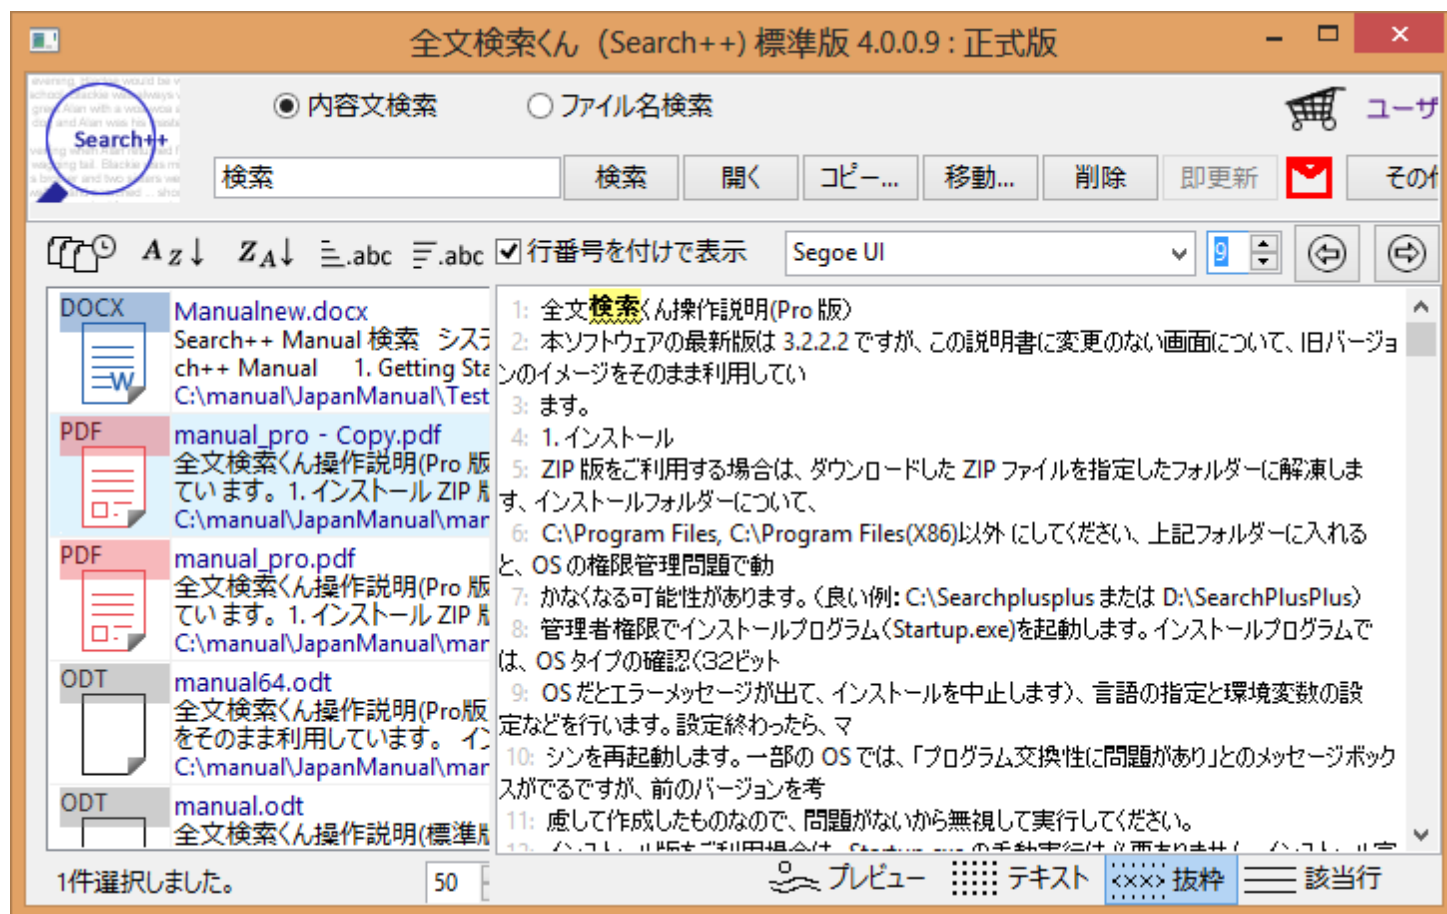 全文検索くん (Search++) 標準版 4.0.0.9 : 正式版
Search++
内容文検索 ファイル名検索
ユーザ
検索 検索 開く コピー... 移動... 削除 即更新 その
AZ↓ ZA↓ .abc .abc 行番号を付けで表示 Segoe UI 9
DOCX
Manualnew.docx
Search++ Manual 検索 システ
ch++ Manual 1. Getting Sta
C:\manual\JapanManual\Test
PDF
manual_pro - Copy.pdf
全文検索くん操作説明(Pro 版
ています。1. インストール ZIP 版
C:\manual\JapanManual\mar
PDF
manual_pro.pdf
全文検索くん操作説明(Pro 版
ています。1. インストール ZIP 版
C:\manual\JapanManual\mar
ODT
manual64.odt
全文検索くん操作説明(Pro版
をそのまま利用しています。 イン
C:\manual\JapanManual\mar
ODT
manual.odt
全文検索くん操作説明(標準版
1: 全文検索くん操作説明(Pro 版)
2: 本ソフトウェアの最新版は 3.2.2.2 ですが、この説明書に変更のない画面について、旧バージョ
ンのイメージをそのまま利用してい
3: ます。
4: 1. インストール
5: ZIP 版をご利用する場合は、ダウンロードした ZIP ファイルを指定したフォルダーに解凍しま
す、インストールフォルダーについて、
6: C:\Program Files, C:\Program Files(X86)以外 にしてください、上記フォルダーに入れる
と、OS の権限管理問題で動
7: かなくなる可能性があります。(良い例: C:\Searchplusplus または D:\SearchPlusPlus)
8: 管理者権限でインストールプログラム(Startup.exe)を起動します。インストールプログラムで
は、OS タイプの確認(32ビット
9: OS だとエラーメッセージが出て、インストールを中止します)、言語の指定と環境変数の設
定などを行います。設定終わったら、マ
10: シンを再起動します。一部の OS では、「プログラム交換性に問題があり」とのメッセージボック
スがでるですが、前のバージョンを考
11: 慮して作成したものなので、問題がないから無視して実行してください。
1件選択しました。 50 プレビュー テキスト 抜粋 該当行